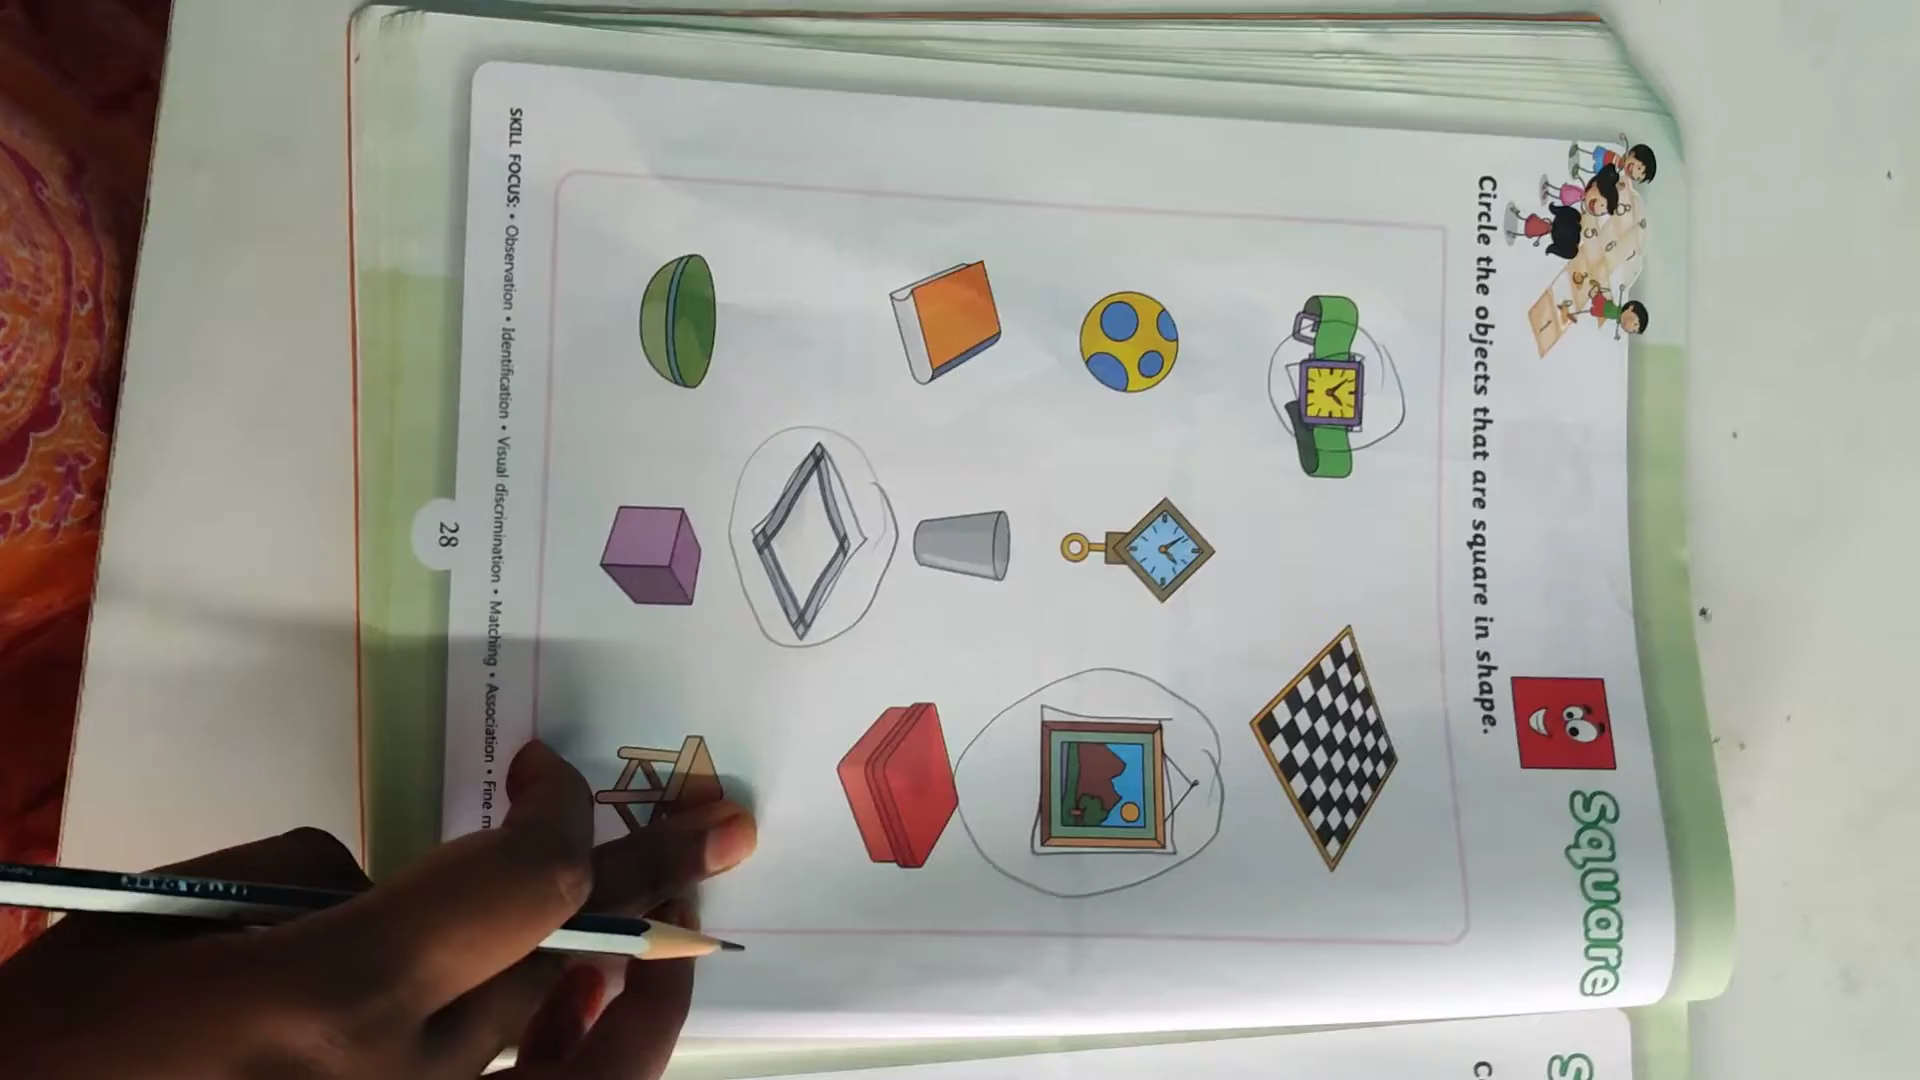 Square
Circle the objects that are square in shape.
SKILL FOCUS: • Observation • Identification • Visual discrimination • Matching • Association • Fine m
28